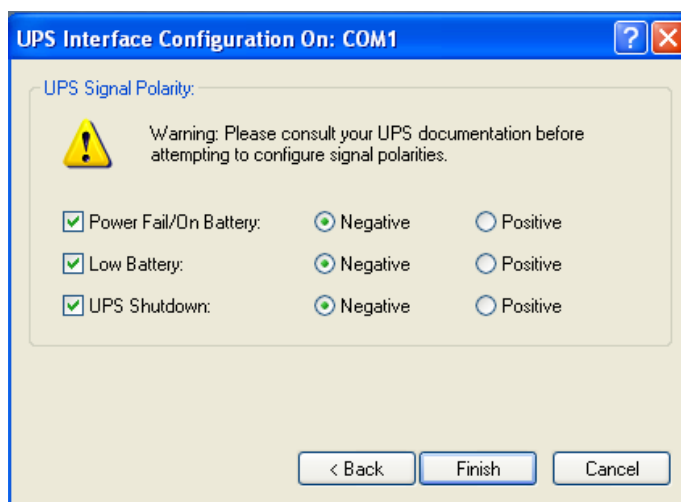 UPS Interface Configuration On: COM1
UPS Signal Polarity:
Warning: Please consult your UPS documentation before
attempting to configure signal polarities.
Power Fail/On Battery: Negative Positive
Low Battery: Negative Positive
UPS Shutdown: Negative Positive
< Back Finish Cancel